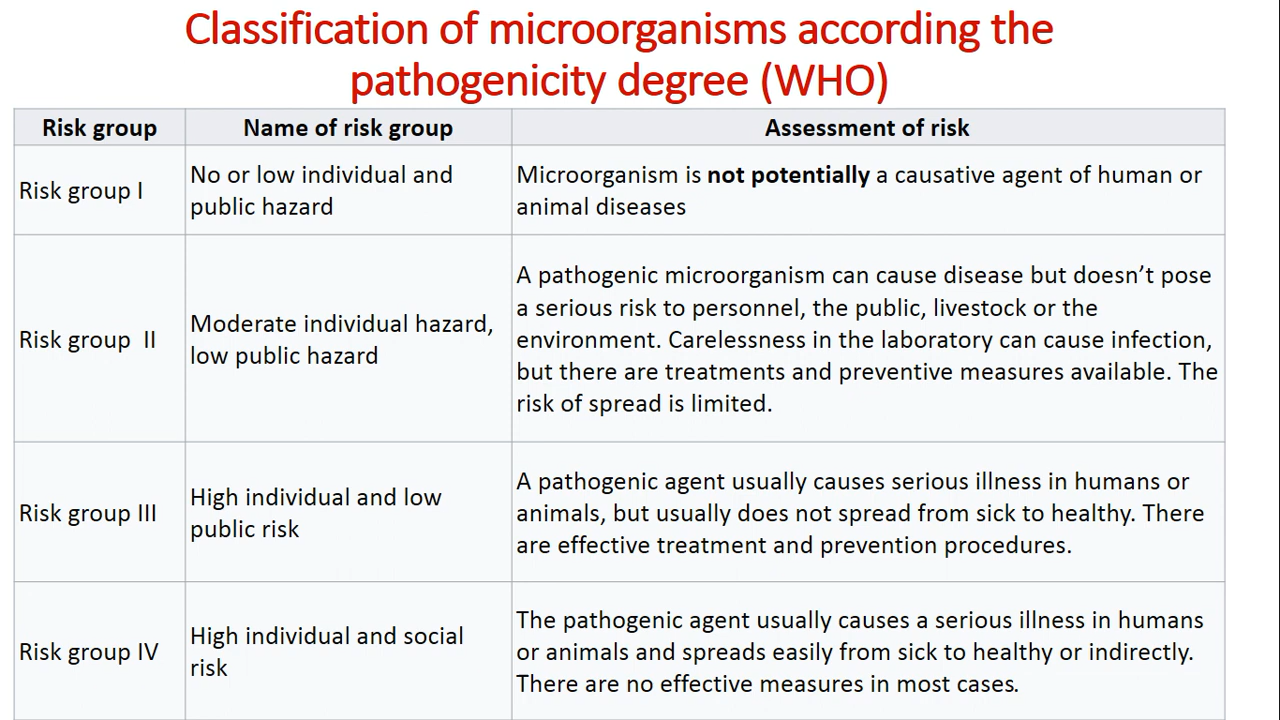 Classification of microorganisms according the
pathogenicity degree (WHO)
Risk group
Name of risk group
Assessment of risk
Risk group I
No or low individual and
public hazard
Microorganism is not potentially a causative agent of human or
animal diseases
Risk group  II
Moderate individual hazard,
low public hazard
A pathogenic microorganism can cause disease but doesn’t pose
a serious risk to personnel, the public, livestock or the
environment. Carelessness in the laboratory can cause infection,
but there are treatments and preventive measures available. The
risk of spread is limited.
Risk group III
High individual and low
public risk
A pathogenic agent usually causes serious illness in humans or
animals, but usually does not spread from sick to healthy. There
are effective treatment and prevention procedures.
Risk group IV
High individual and social
risk
The pathogenic agent usually causes a serious illness in humans
or animals and spreads easily from sick to healthy or indirectly.
There are no effective measures in most cases.